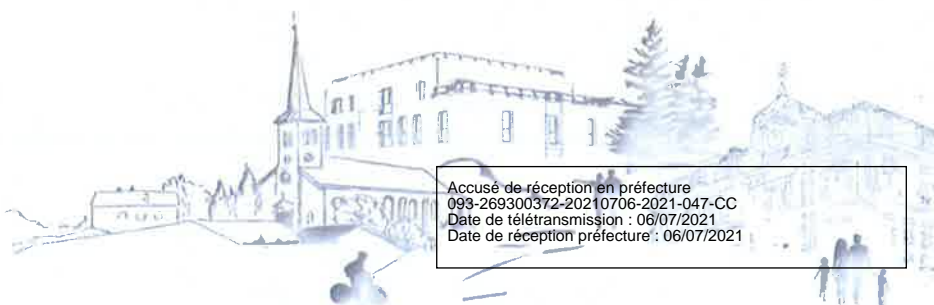 Accusé de réception en préfecture
093-269300372-20210706-2021-047-CC
Date de télétransmission : 06/07/2021
Date de réception préfecture : 06/07/2021